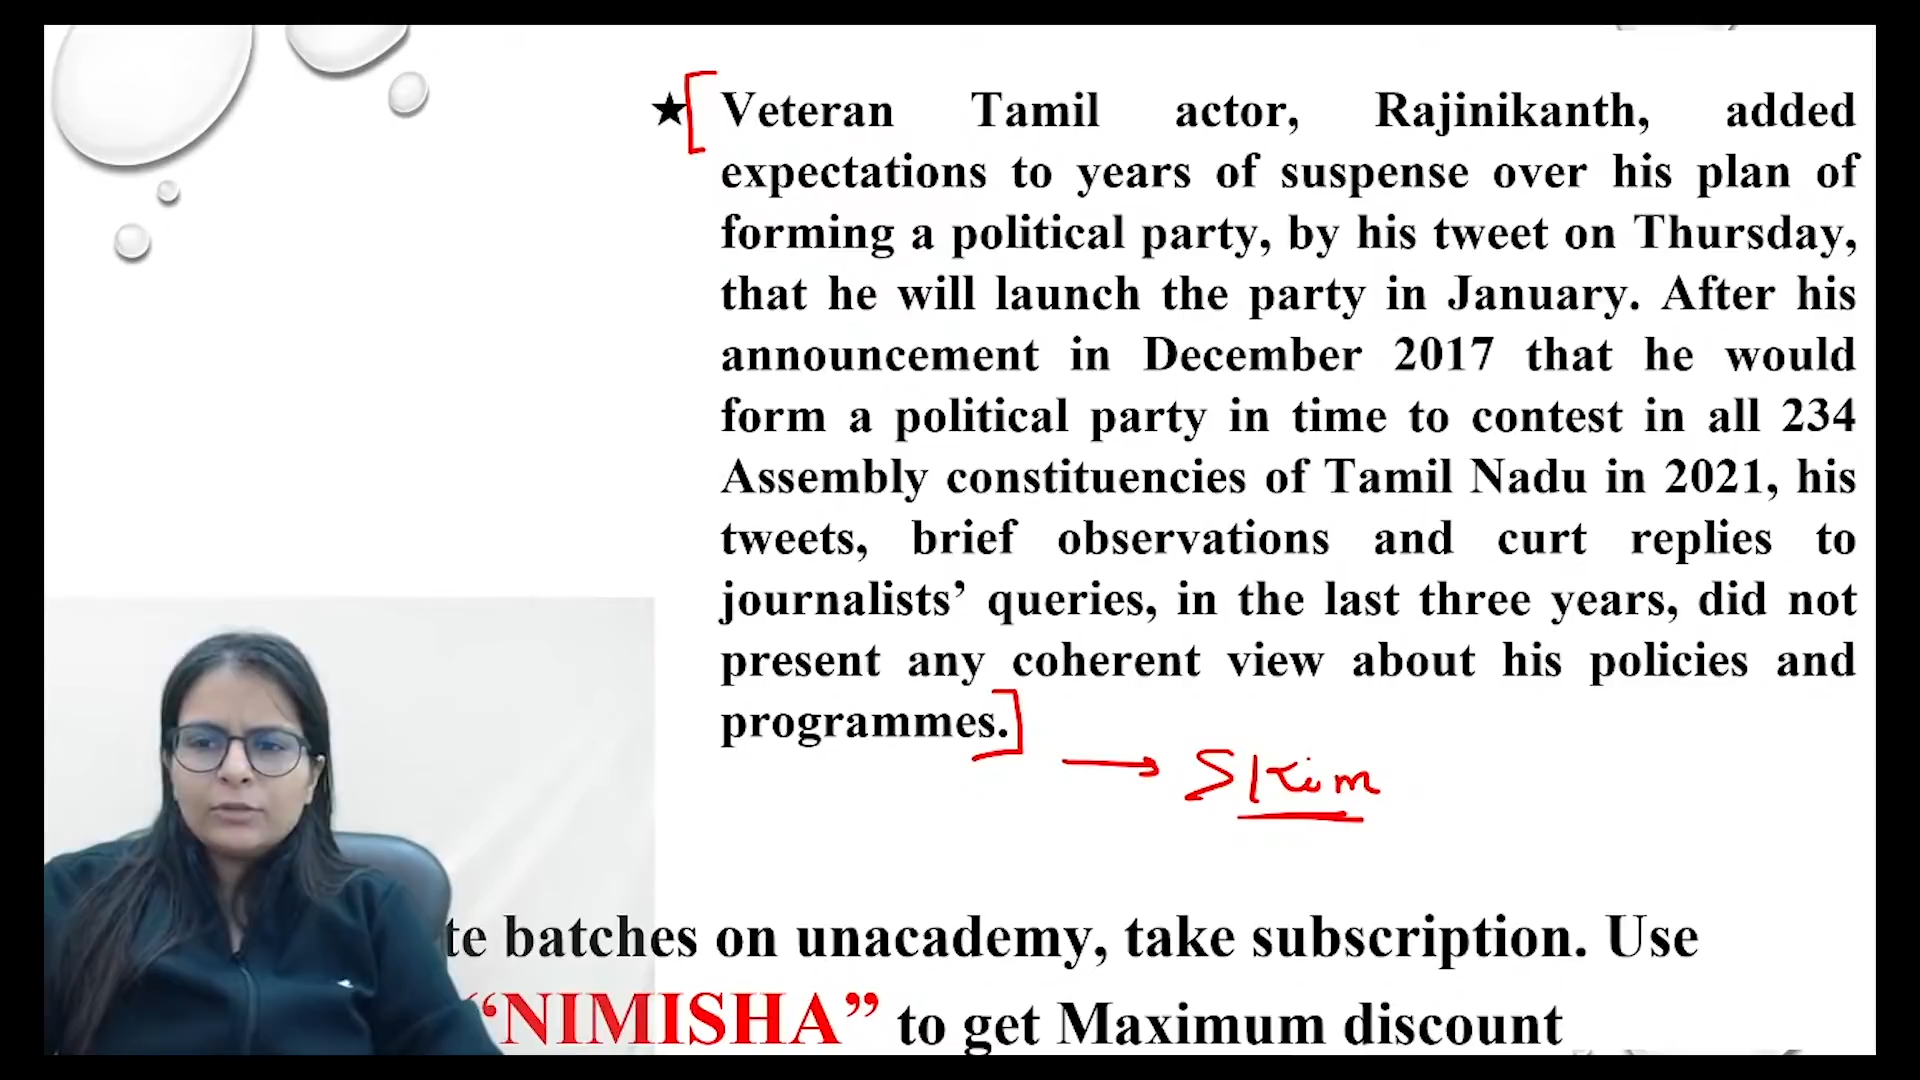 ★ Veteran Tamil actor, Rajinikanth, added
expectations to years of suspense over his plan of
forming a political party, by his tweet on Thursday,
that he will launch the party in January. After his
announcement in December 2017 that he would
form a political party in time to contest in all 234
Assembly constituencies of Tamil Nadu in 2021, his
tweets, brief observations and curt replies to
journalists’ queries, in the last three years, did not
present any coherent view about his policies and
programmes.
→ Skim
te batches on unacademy, take subscription. Use
“NIMISHA” to get Maximum discount